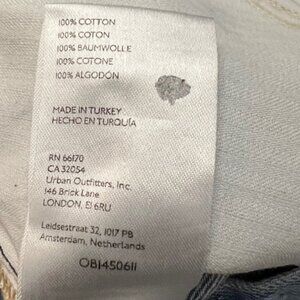 100% COTTON
100% COTON
100% BAUMWOLLE
100% COTONE
100% ALGODÓN
MADE IN TURKEY
HECHO EN TURQUÍA
RN 66170
CA 32054
Urban Outfitters, Inc.
146 Brick Lane
LONDON, E1 6RU
Leidsestraat 32, 1017 PB
Amsterdam, Netherlands
OB1450611